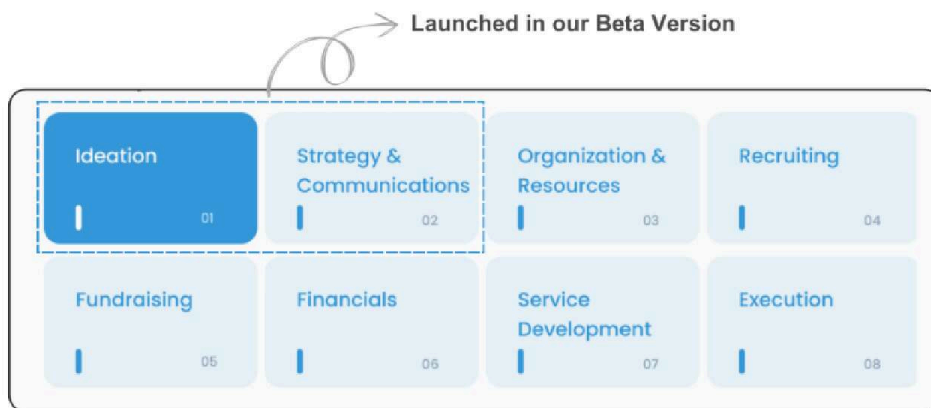 Launched in our Beta Version
Ideation
01
Strategy &
Communications
02
Organization &
Resources
03
Recruiting
04
Fundraising
05
Financials
06
Service
Development
07
Execution
08